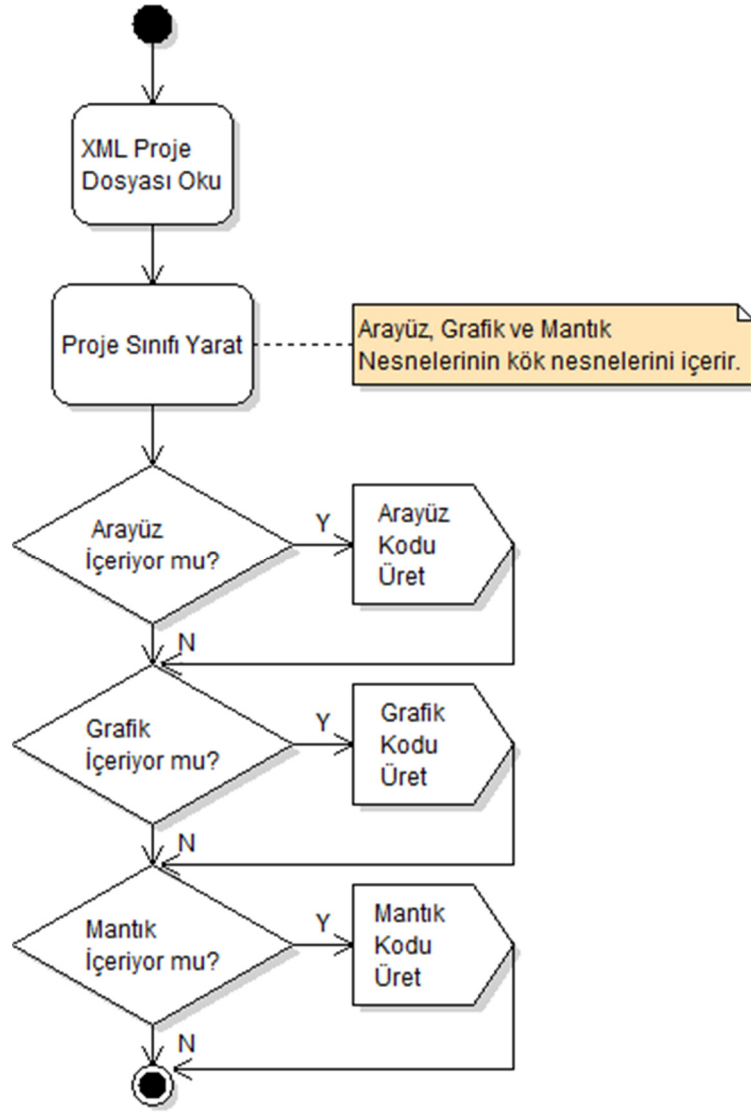 XML Proje
Dosyası Oku
Proje Sınıfı Yarat
Arayüz, Grafik ve Mantık
Nesnelerinin kök nesnelerini içerir.
Arayüz
İçeriyor mu?
Y
Arayüz
Kodu
Üret
N
Grafik
İçeriyor mu?
Y
Grafik
Kodu
Üret
N
Mantık
İçeriyor mu?
Y
Mantık
Kodu
Üret
N